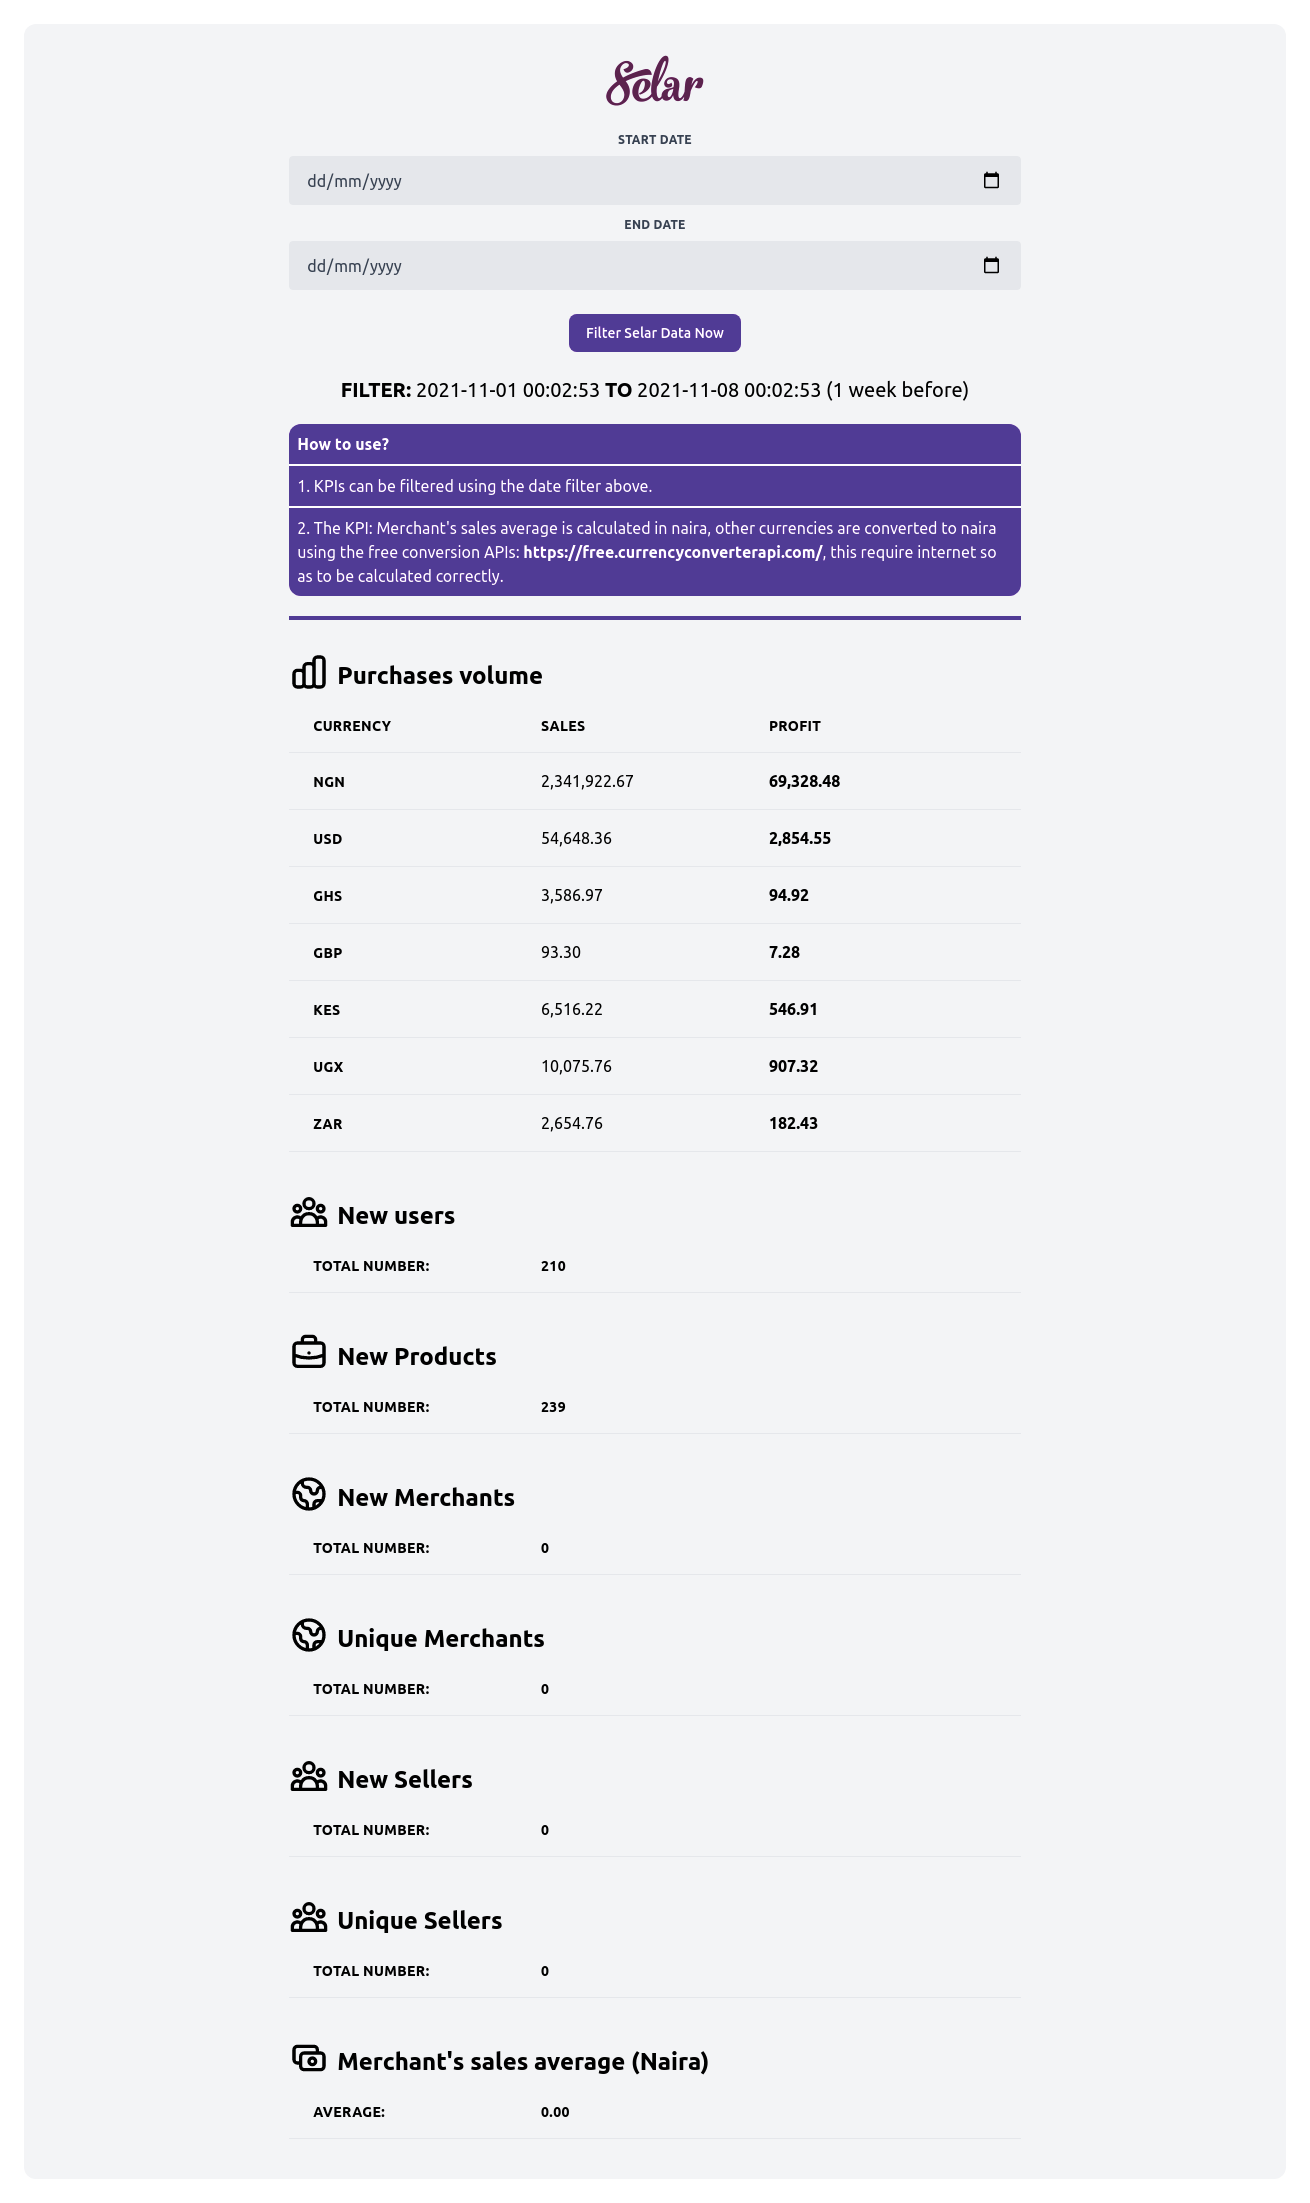 Selar
START DATE
dd/mm/yyyy
END DATE
dd/mm/yyyy
Filter Selar Data Now
FILTER: 2021-11-01 00:02:53 TO 2021-11-08 00:02:53 (1 week before)
How to use?
1. KPIs can be filtered using the date filter above.
2. The KPI: Merchant's sales average is calculated in naira, other currencies are converted to naira
using the free conversion APIs: https://free.currencyconverterapi.com/, this require internet so
as to be calculated correctly.
Purchases volume
CURRENCY SALES PROFIT
NGN 2,341,922.67 69,328.48
USD 54,648.36 2,854.55
GHS 3,586.97 94.92
GBP 93.30 7.28
KES 6,516.22 546.91
UGX 10,075.76 907.32
ZAR 2,654.76 182.43
New users
TOTAL NUMBER: 210
New Products
TOTAL NUMBER: 239
New Merchants
TOTAL NUMBER: 0
Unique Merchants
TOTAL NUMBER: 0
New Sellers
TOTAL NUMBER: 0
Unique Sellers
TOTAL NUMBER: 0
Merchant's sales average (Naira)
AVERAGE: 0.00